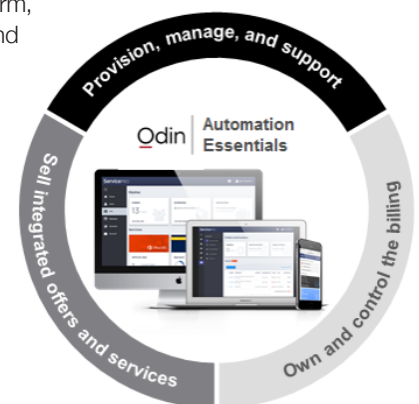 rm,
nd
Provision, manage, and support
Odin
Automation
Essentials
Sell integrated offers and services
Own and control the billing